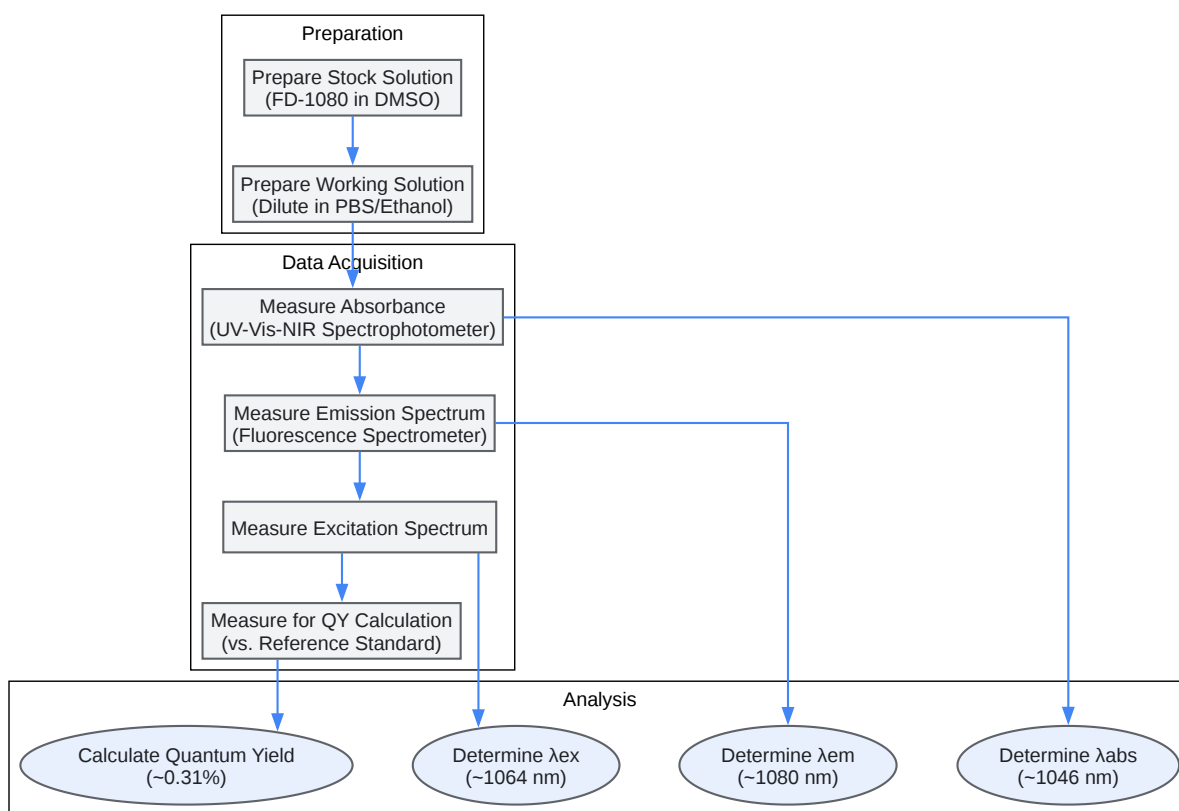 Preparation
Prepare Stock Solution
(FD-1080 in DMSO)
Prepare Working Solution
(Dilute in PBS/Ethanol)
Data Acquisition
Measure Absorbance
(UV-Vis-NIR Spectrophotometer)
Measure Emission Spectrum
(Fluorescence Spectrometer)
Measure Excitation Spectrum
Measure for QY Calculation
(vs. Reference Standard)
Analysis
Calculate Quantum Yield
(~0.31%)
Determine λex
(~1064 nm)
Determine λem
(~1080 nm)
Determine λabs
(~1046 nm)